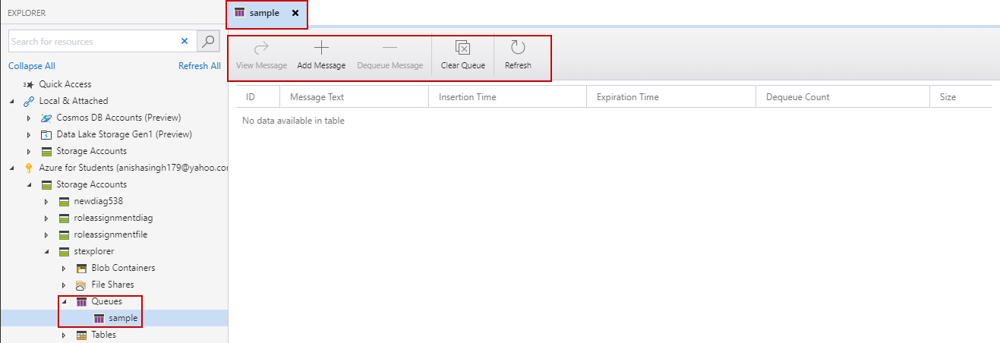 EXPLORER
Search for resources
Collapse All Refresh All
Quick Access
Local & Attached
Cosmos DB Accounts (Preview)
Data Lake Storage Gen1 (Preview)
Storage Accounts
Azure for Students (anishasingh179@yahoo.com
Storage Accounts
newdiag538
roleassignmentdiag
roleassignmentfile
stexplorer
Blob Containers
File Shares
Queues
sample
Tables
sample
View Message Add Message Dequeue Message Clear Queue Refresh
ID Message Text Insertion Time Expiration Time Dequeue Count Size
No data available in table